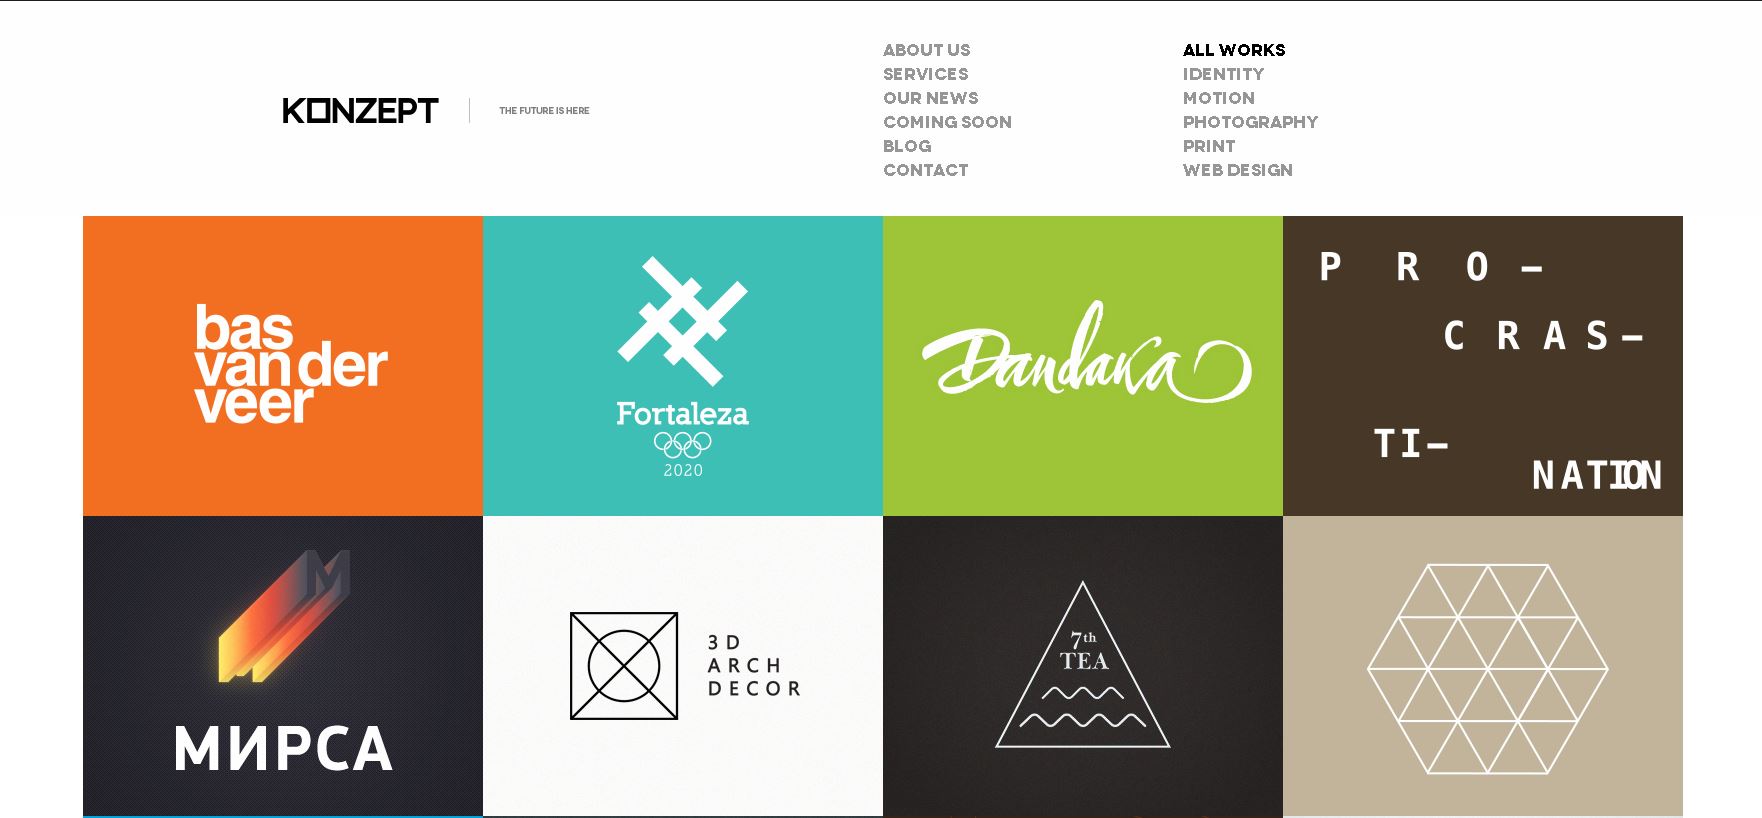 KONZEPT
THE FUTURE IS HERE
ABOUT US
SERVICES
OUR NEWS
COMING SOON
BLOG
CONTACT
ALL WORKS
IDENTITY
MOTION
PHOTOGRAPHY
PRINT
WEB DESIGN
bas
van der
veer
Fortaleza
2020
Dandara
PRO-
CRAS-
TI-
NATION
М
МИРСА
3D
ARCH
DECOR
7th
TEA